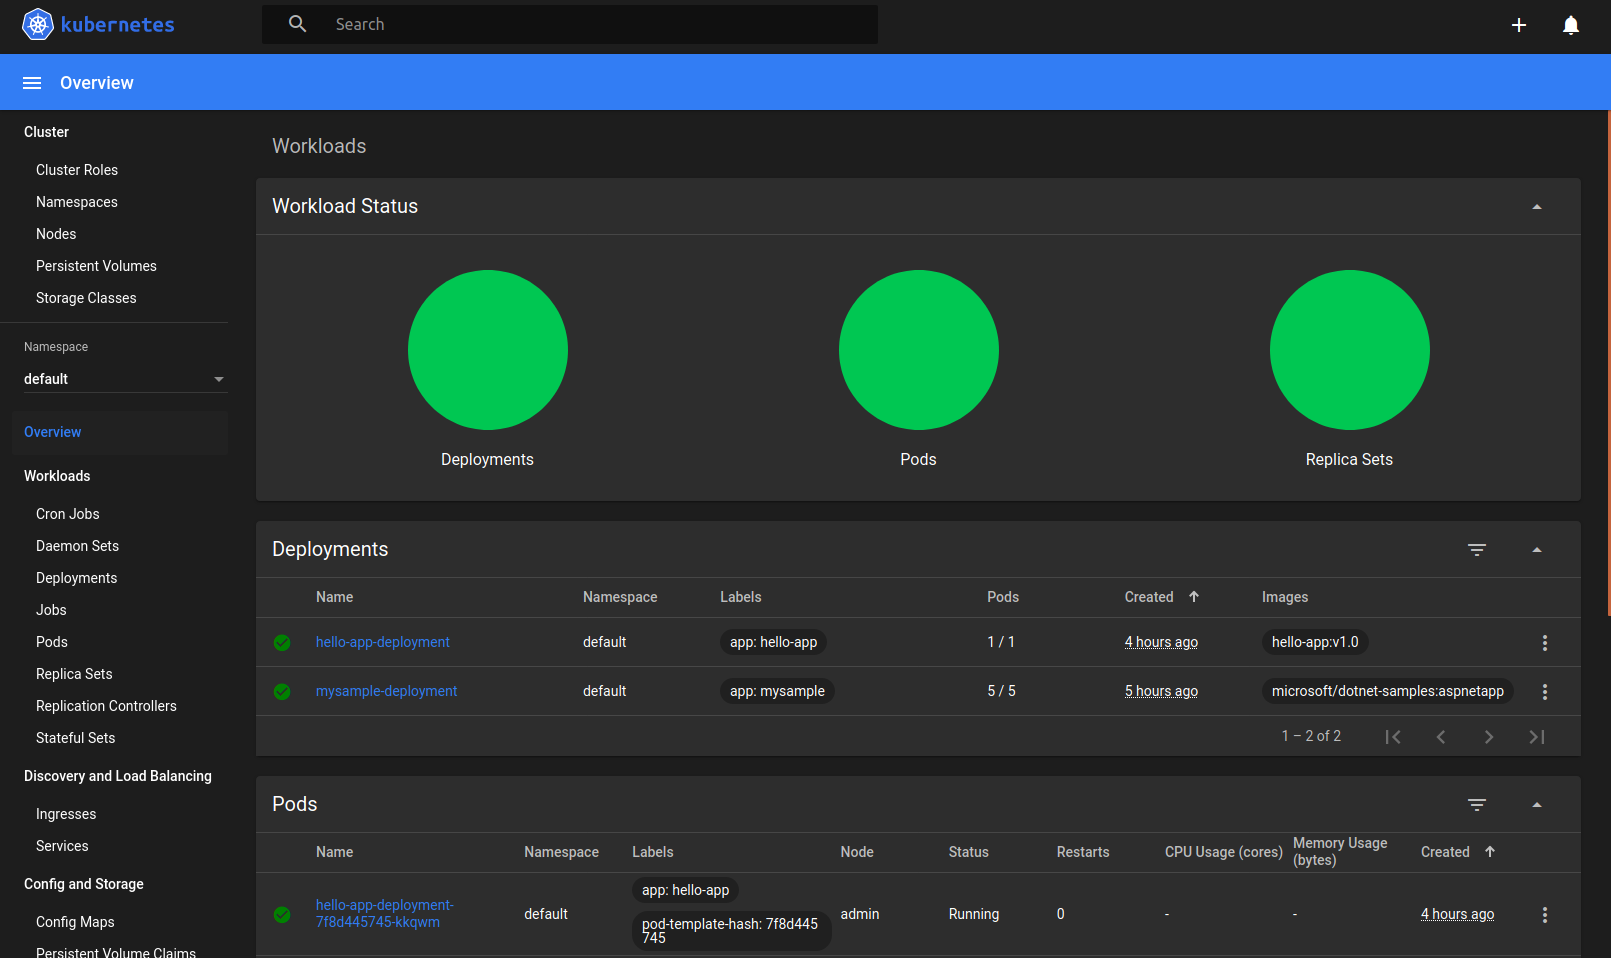 kubernetes
Search
Overview
Cluster
Cluster Roles
Namespaces
Nodes
Persistent Volumes
Storage Classes
Namespace
default
Overview
Workloads
Cron Jobs
Daemon Sets
Deployments
Jobs
Pods
Replica Sets
Replication Controllers
Stateful Sets
Discovery and Load Balancing
Ingresses
Services
Config and Storage
Config Maps
Persistent Volume Claims
Workloads
Workload Status
Deployments Pods Replica Sets
Deployments
Name Namespace Labels Pods Created Images
hello-app-deployment default app: hello-app 1 / 1 4 hours ago hello-app:v1.0
mysample-deployment default app: mysample 5 / 5 5 hours ago microsoft/dotnet-samples:aspnetapp
1 – 2 of 2
Pods
Name Namespace Labels Node Status Restarts CPU Usage (cores) Memory Usage
(bytes) Created
hello-app-deployment-
7f8d445745-kkqwm default app: hello-app
pod-template-hash: 7f8d445
745 admin Running 0 - - 4 hours ago